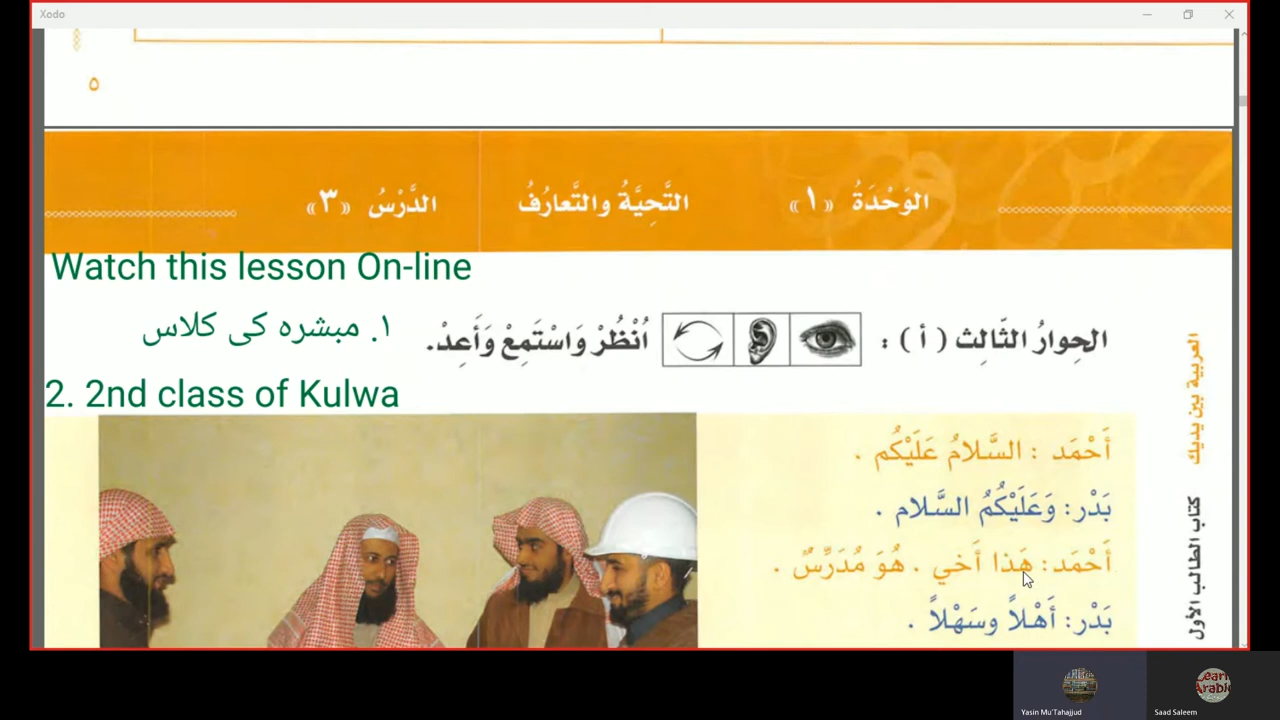 Xodo
٥
الوَحْدَةُ «١» التَّحِيَّةُ والتَّعارُفُ الدَّرْسُ «٣»
Watch this lesson On-line
الحِوارُ الثّالِث ( أ ) : اُنْظُرْ وَاسْتَمِعْ وَأَعِدْ.
١. مبشره کی کلاس
2. 2nd class of Kulwa
أَحْمَد : السَّلامُ عَلَيْكُم .
بَدْر: وَعَلَيْكُمُ السَّلام .
أَحْمَد: هَذا أَخي . هُوَ مُدَرِّسٌ .
بَدْر: أَهْلاً وسَهْلاً .
العربية بين يديك
كتاب الطالب الأول
Yasin Mu'Tahajjud
Saad Saleem
Learn
Arabic